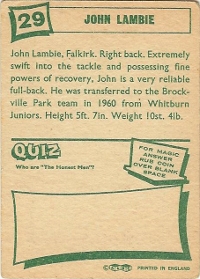 29
JOHN LAMBIE
John Lambie, Falkirk. Right back. Extremely
swift into the tackle and possessing fine
powers of recovery, John is a very reliable
full-back. He was transferred to the Brock-
ville Park team in 1960 from Whitburn
Juniors. Height 5ft. 7in. Weight 10st. 4lb.
QUIZ
Who are "The Honest Men"?
FOR MAGIC
ANSWER
RUB COIN
OVER BLANK
SPACE
PRINTED IN ENGLAND